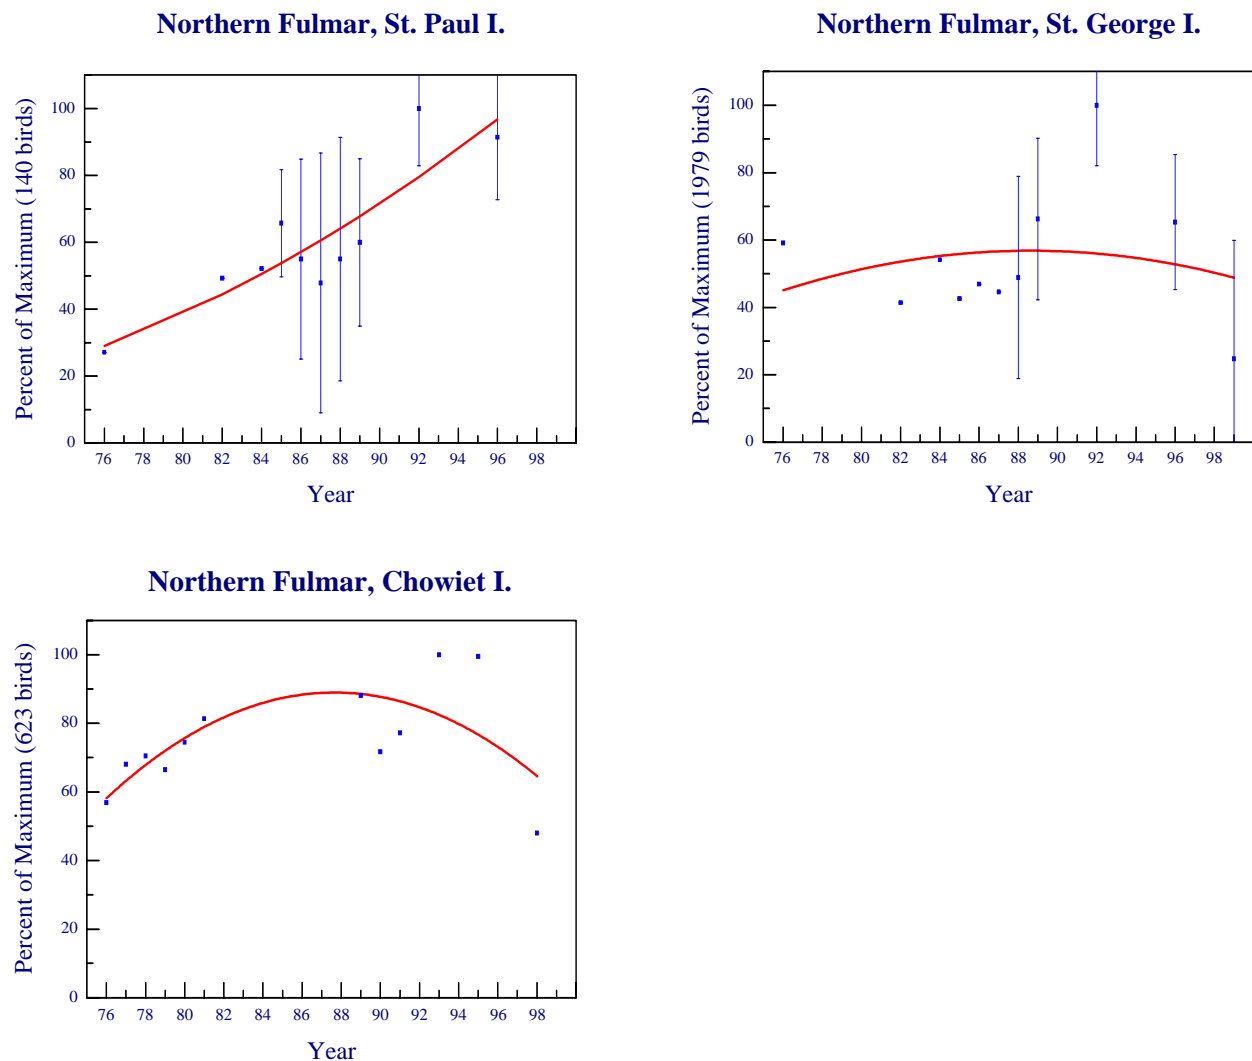 Northern Fulmar, St. Paul I.
Percent of Maximum (140 birds)
100
80
60
40
20
0
76 78 80 82 84 86 88 90 92 94 96 98
Year
Northern Fulmar, St. George I.
Percent of Maximum (1979 birds)
100
80
60
40
20
0
76 78 80 82 84 86 88 90 92 94 96 98
Year
Northern Fulmar, Chowiet I.
Percent of Maximum (623 birds)
100
80
60
40
20
0
76 78 80 82 84 86 88 90 92 94 96 98
Year